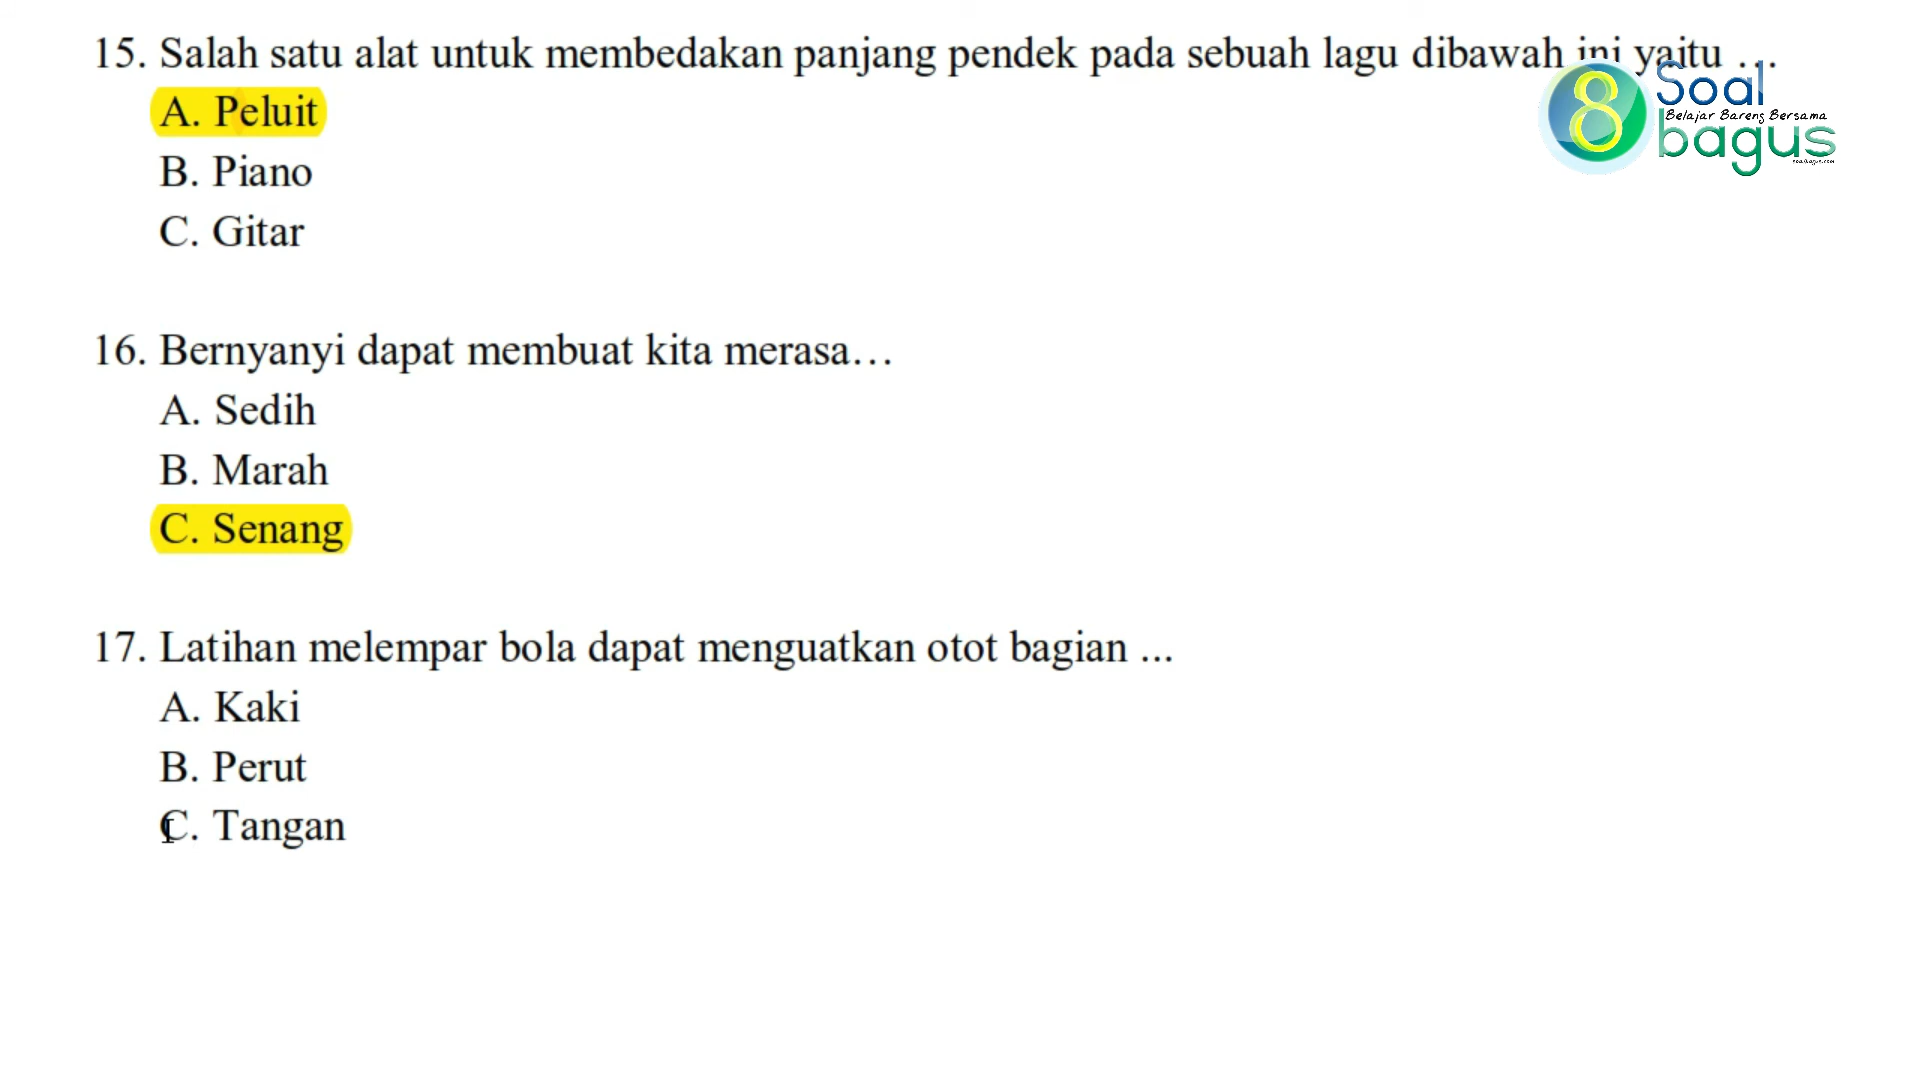 15. Salah satu alat untuk membedakan panjang pendek pada sebuah lagu dibawah ini yaitu …
A. Peluit
B. Piano
C. Gitar
8 Soal
Belajar Bareng Bersama
bagus
16. Bernyanyi dapat membuat kita merasa…
A. Sedih
B. Marah
C. Senang
17. Latihan melempar bola dapat menguatkan otot bagian ...
A. Kaki
B. Perut
C. Tangan